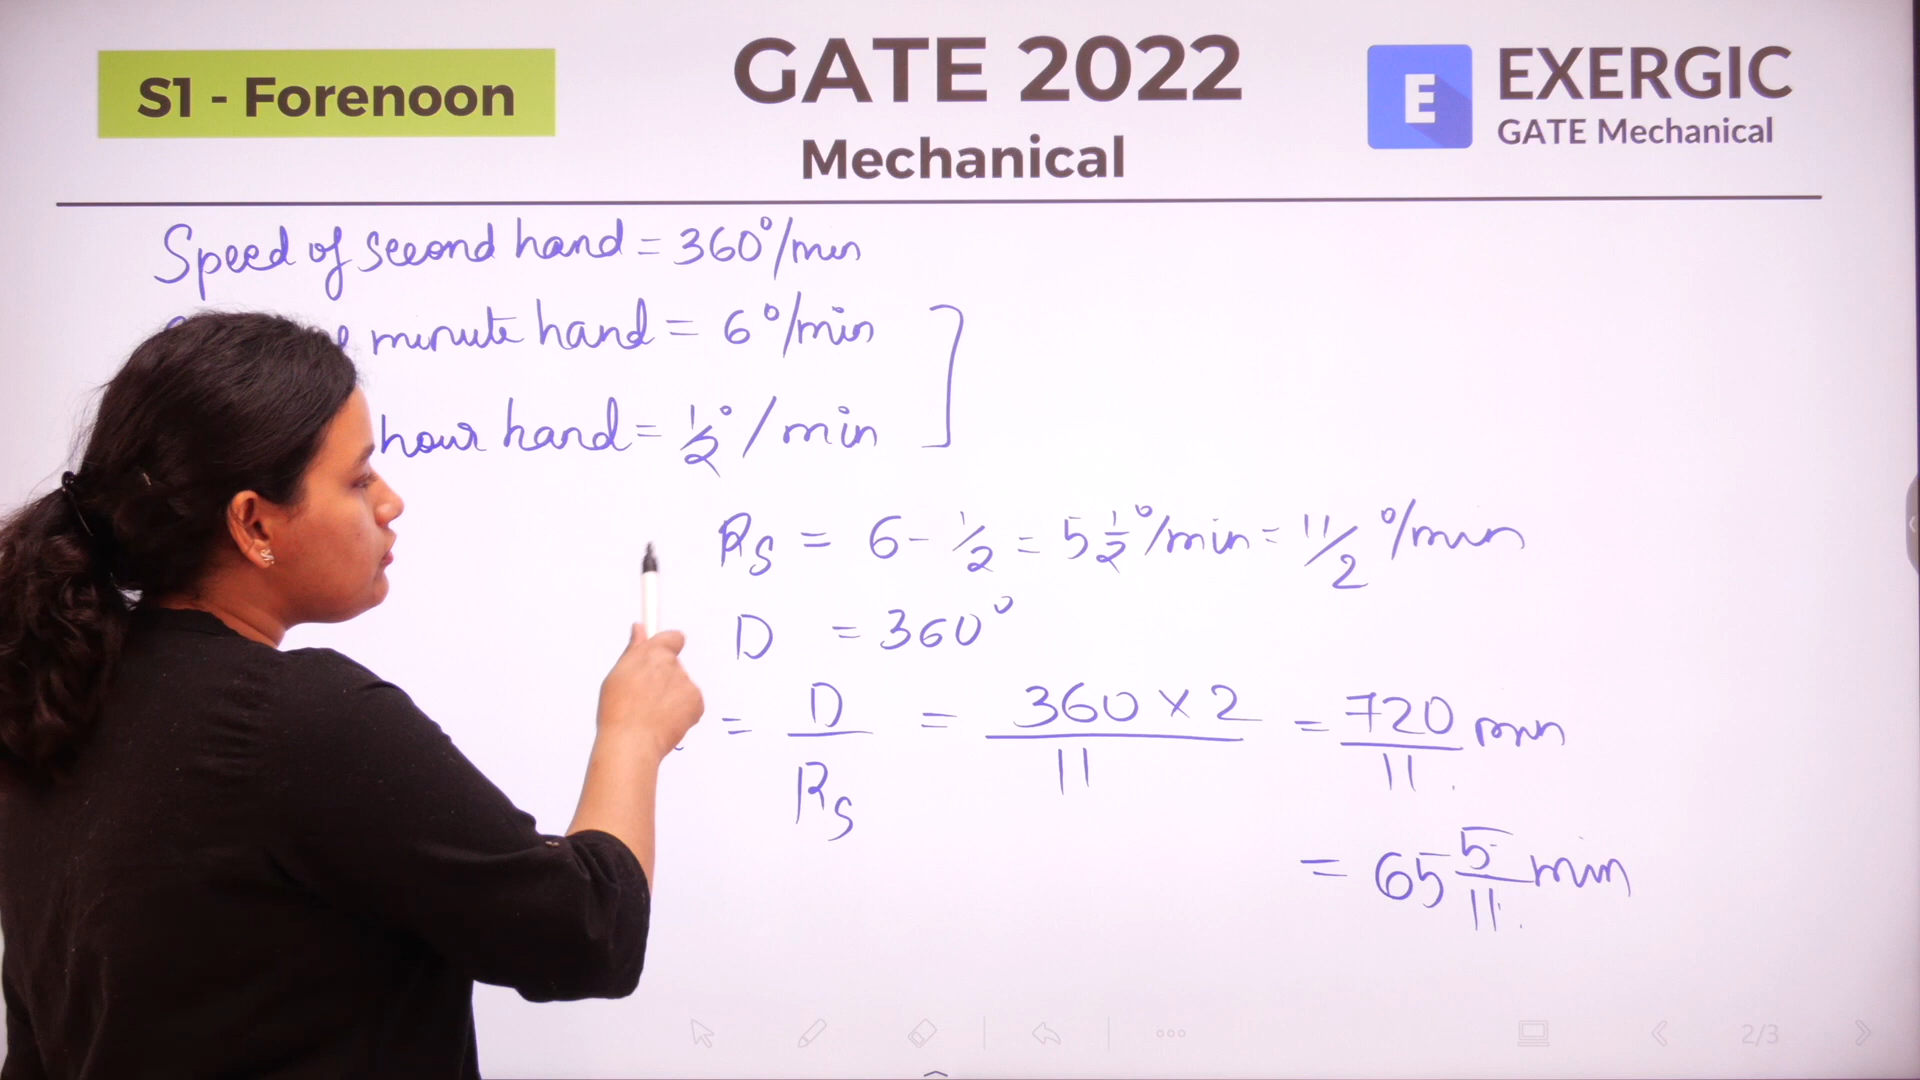 S1 - Forenoon
GATE 2022
Mechanical
E
EXERGIC
GATE Mechanical
Speed of second hand = 360°/min
minute hand = 6°/min
hour hand = 1/2°/min
Rs = 6 - 1/2 = 5 1/2°/min = 11/2 °/min
D = 360°
= D/Rs = 360 × 2/11 = 720/11 min
= 65 5/11 min
2/3